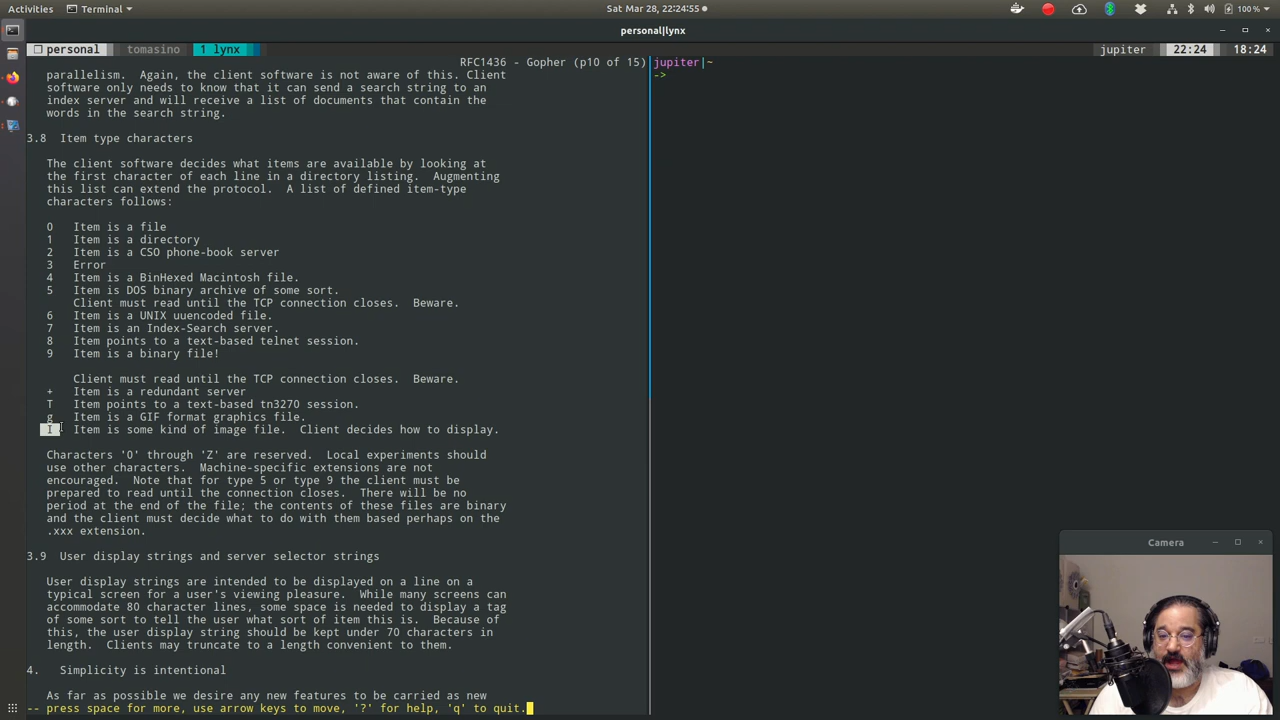 Activities
Terminal
Sat Mar 28, 22:24:55
100 %
personal|lynx
personal tomasino 1 lynx
jupiter 22:24 18:24
RFC1436 - Gopher (p10 of 15)
parallelism.  Again, the client software is not aware of this. Client
software only needs to know that it can send a search string to an
index server and will receive a list of documents that contain the
words in the search string.
3.8  Item type characters
The client software decides what items are available by looking at
the first character of each line in a directory listing.  Augmenting
this list can extend the protocol.  A list of defined item-type
characters follows:
0   Item is a file
1   Item is a directory
2   Item is a CSO phone-book server
3   Error
4   Item is a BinHexed Macintosh file.
5   Item is DOS binary archive of some sort.
Client must read until the TCP connection closes.  Beware.
6   Item is a UNIX uuencoded file.
7   Item is an Index-Search server.
8   Item points to a text-based telnet session.
9   Item is a binary file!
Client must read until the TCP connection closes.  Beware.
+   Item is a redundant server
T   Item points to a text-based tn3270 session.
g   Item is a GIF format graphics file.
I   Item is some kind of image file.  Client decides how to display.
Characters '0' through 'Z' are reserved.  Local experiments should
use other characters.  Machine-specific extensions are not
encouraged.  Note that for type 5 or type 9 the client must be
prepared to read until the connection closes.  There will be no
period at the end of the file; the contents of these files are binary
and the client must decide what to do with them based perhaps on the
.xxx extension.
3.9  User display strings and server selector strings
User display strings are intended to be displayed on a line on a
typical screen for a user's viewing pleasure.  While many screens can
accommodate 80 character lines, some space is needed to display a tag
of some sort to tell the user what sort of item this is.  Because of
this, the user display string should be kept under 70 characters in
length.  Clients may truncate to a length convenient to them.
4.   Simplicity is intentional
As far as possible we desire any new features to be carried as new
-- press space for more, use arrow keys to move, '?' for help, 'q' to quit.
jupiter|~
->
Camera